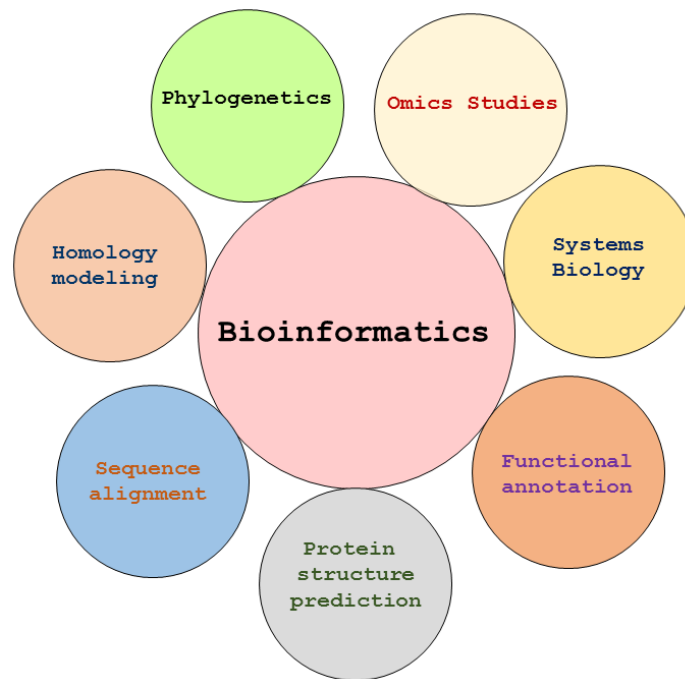 Phylogenetics
Omics Studies
Homology
modeling
Systems
Biology
Bioinformatics
Sequence
alignment
Functional
annotation
Protein
structure
prediction